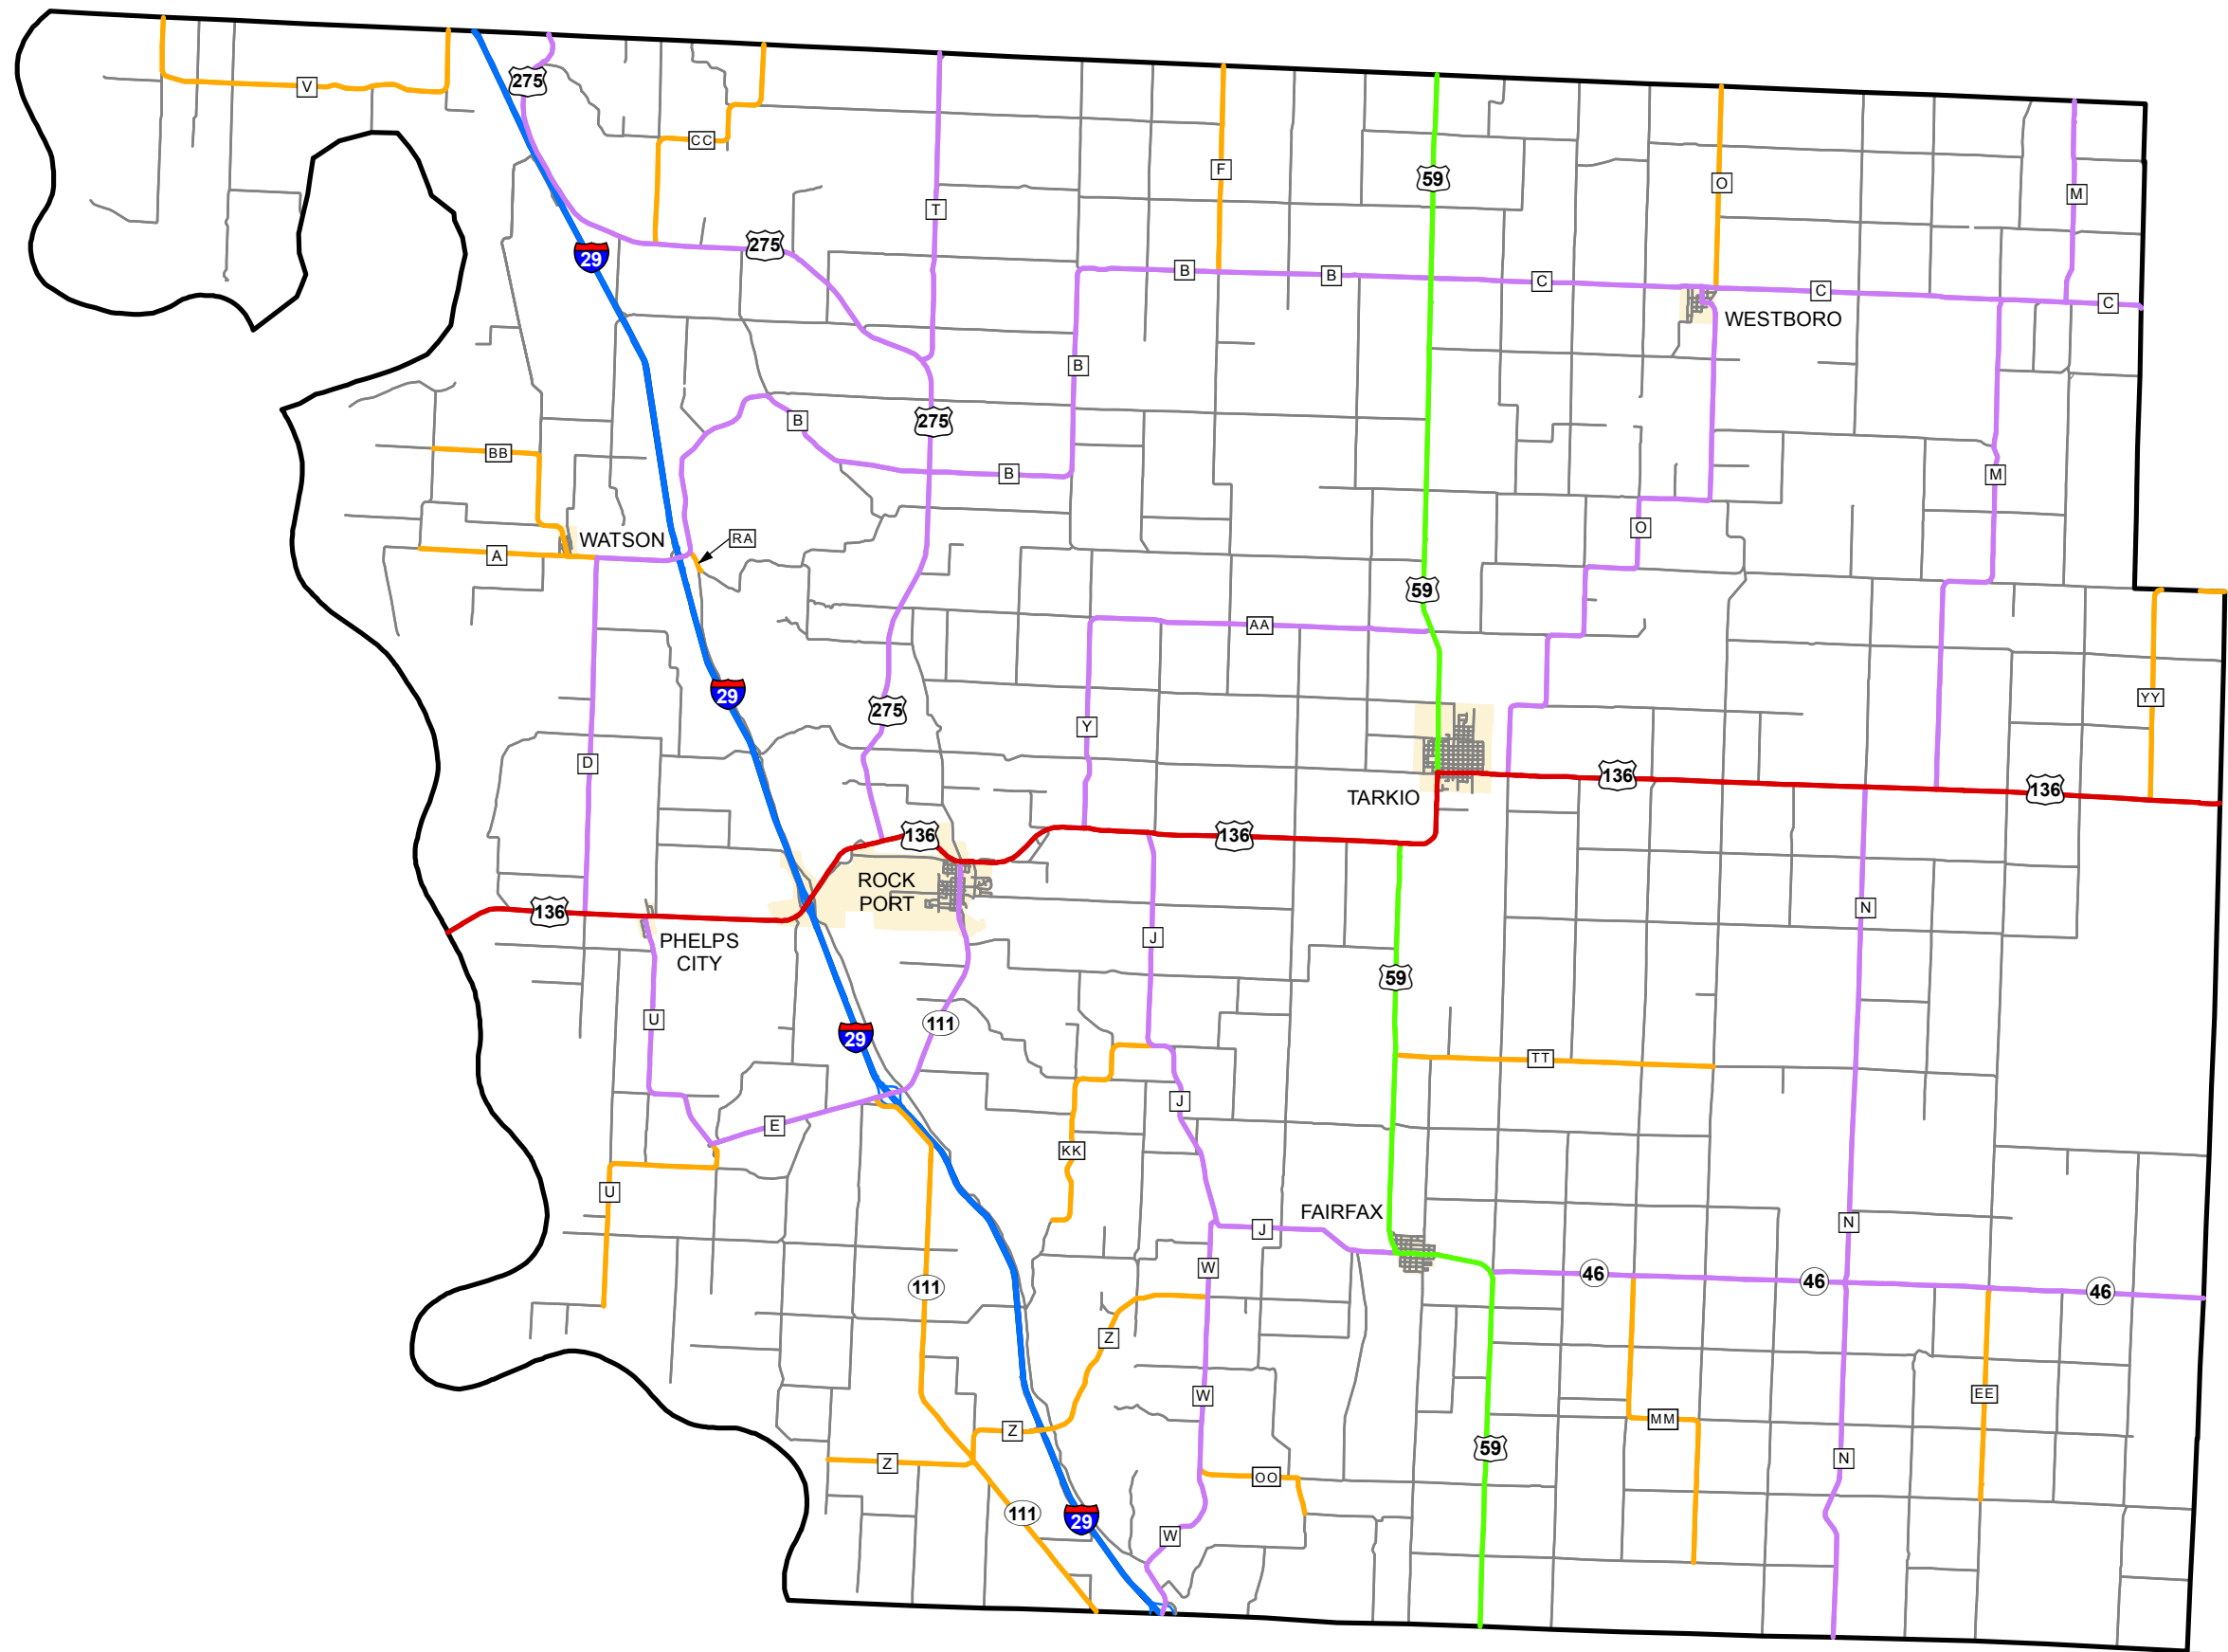 V
275
CC
F
59
O
M
T
275
29
B
B
C
C
C
WESTBORO
B
B
275
BB
B
M
WATSON
RA
O
A
59
AA
29
YY
275
Y
D
136
136
TARKIO
136
136
ROCK
PORT
N
136
PHELPS
CITY
J
59
U
111
29
TT
J
E
KK
U
FAIRFAX
J
N
W
46
46
46
111
Z
W
EE
MM
Z
59
N
Z
OO
111
29
W